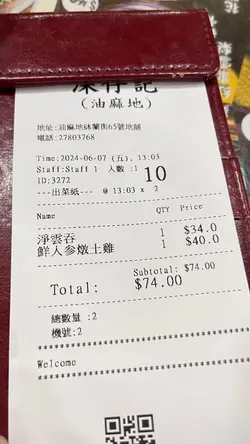 深仔記
(油麻地)
地址:油麻地砵蘭街65號地舖
電話:27803768
Time:2024-06-07 (五), 13:03
Staff:Staff 1 人數 :1
ID:3272
10
---出菜紙--- @ 13:03 x 2
Name QTY Price
淨雲吞 1 $34.0
鮮人參燉土雞 1 $40.0
Subtotal: $74.00
Total: $74.00
總數量 :2
機號:2
Welcome